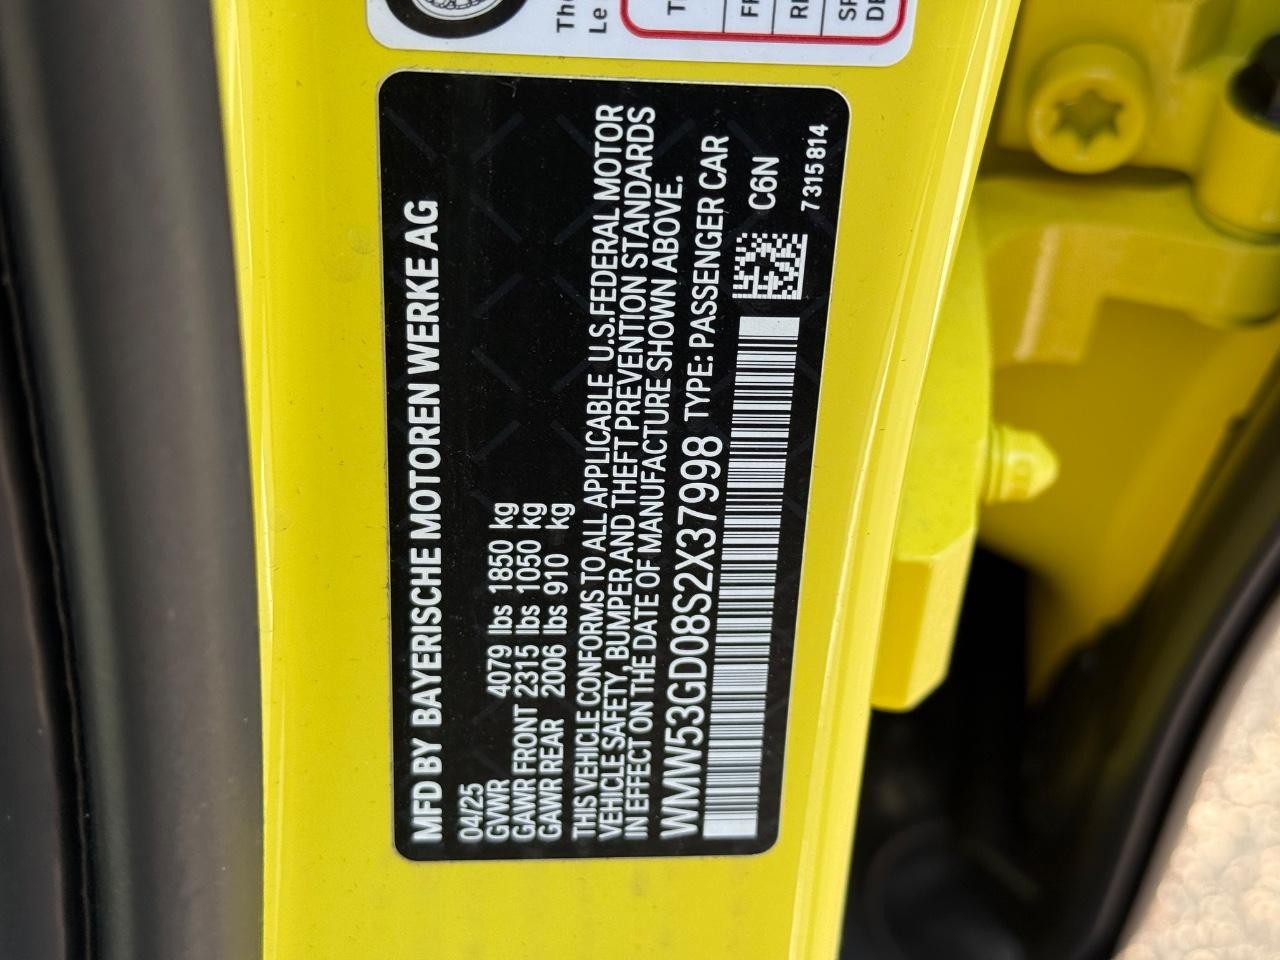 MFD BY BAYERISCHE MOTOREN WERKE AG
04/25
GVWR 4079 lbs 1850 kg
GAWR FRONT 2315 lbs 1050 kg
GAWR REAR 2006 lbs 910 kg
THIS VEHICLE CONFORMS TO ALL APPLICABLE U.S.FEDERAL MOTOR
VEHICLE SAFETY, BUMPER AND THEFT PREVENTION STANDARDS
IN EFFECT ON THE DATE OF MANUFACTURE SHOWN ABOVE.
WMW53GD08S2X37998 TYPE: PASSENGER CAR
C6N
7315814
Le